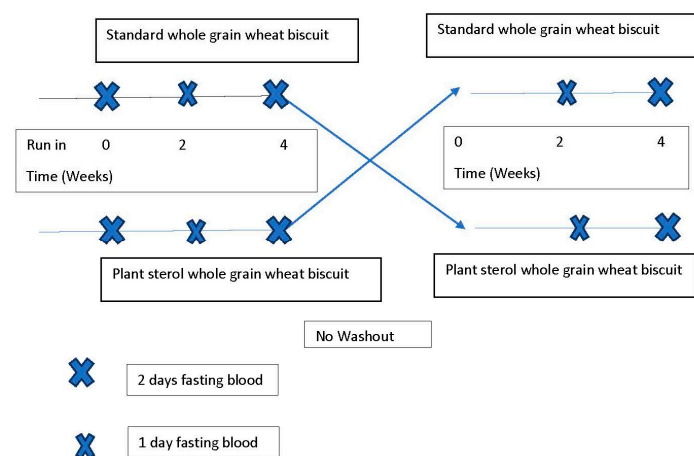 Standard whole grain wheat biscuit
Standard whole grain wheat biscuit
Run in 0 2 4
Time (Weeks)
0 2 4
Time (Weeks)
Plant sterol whole grain wheat biscuit
Plant sterol whole grain wheat biscuit
No Washout
2 days fasting blood
1 day fasting blood